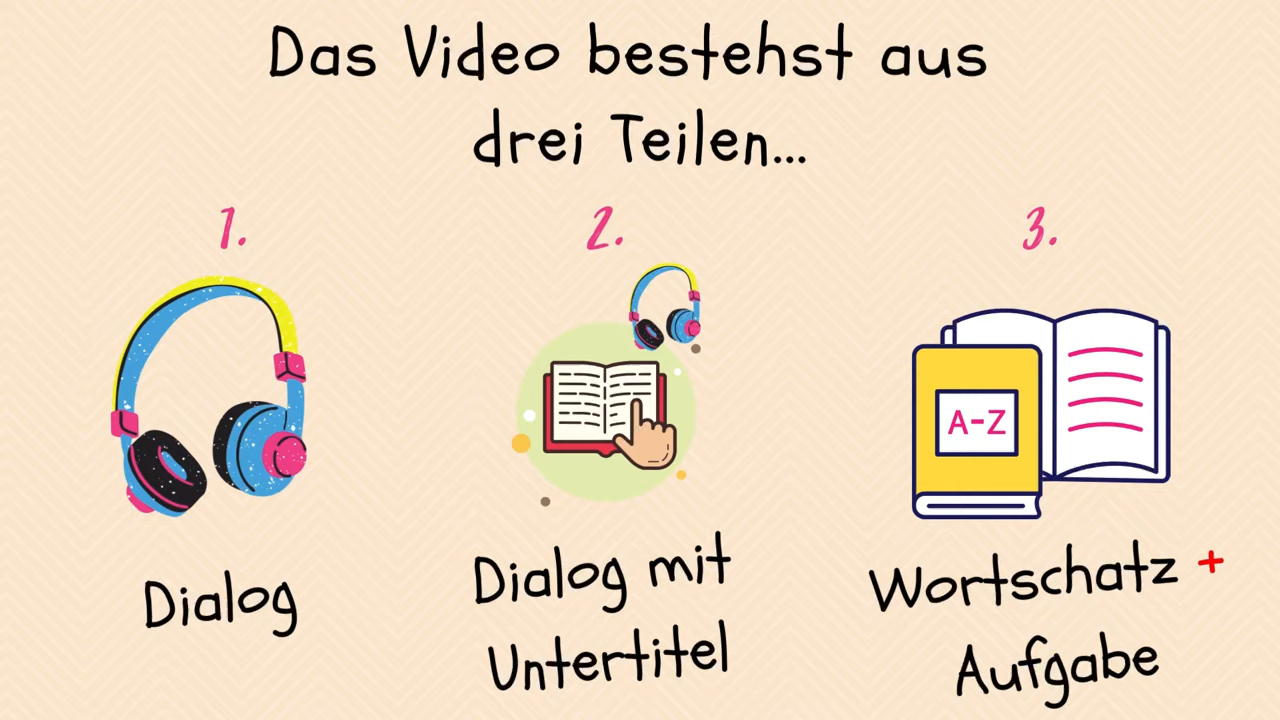 Das Video bestehst aus
drei Teilen...
1.
2.
3.
A-Z
Dialog
Dialog mit
Untertitel
Wortschatz +
Aufgabe